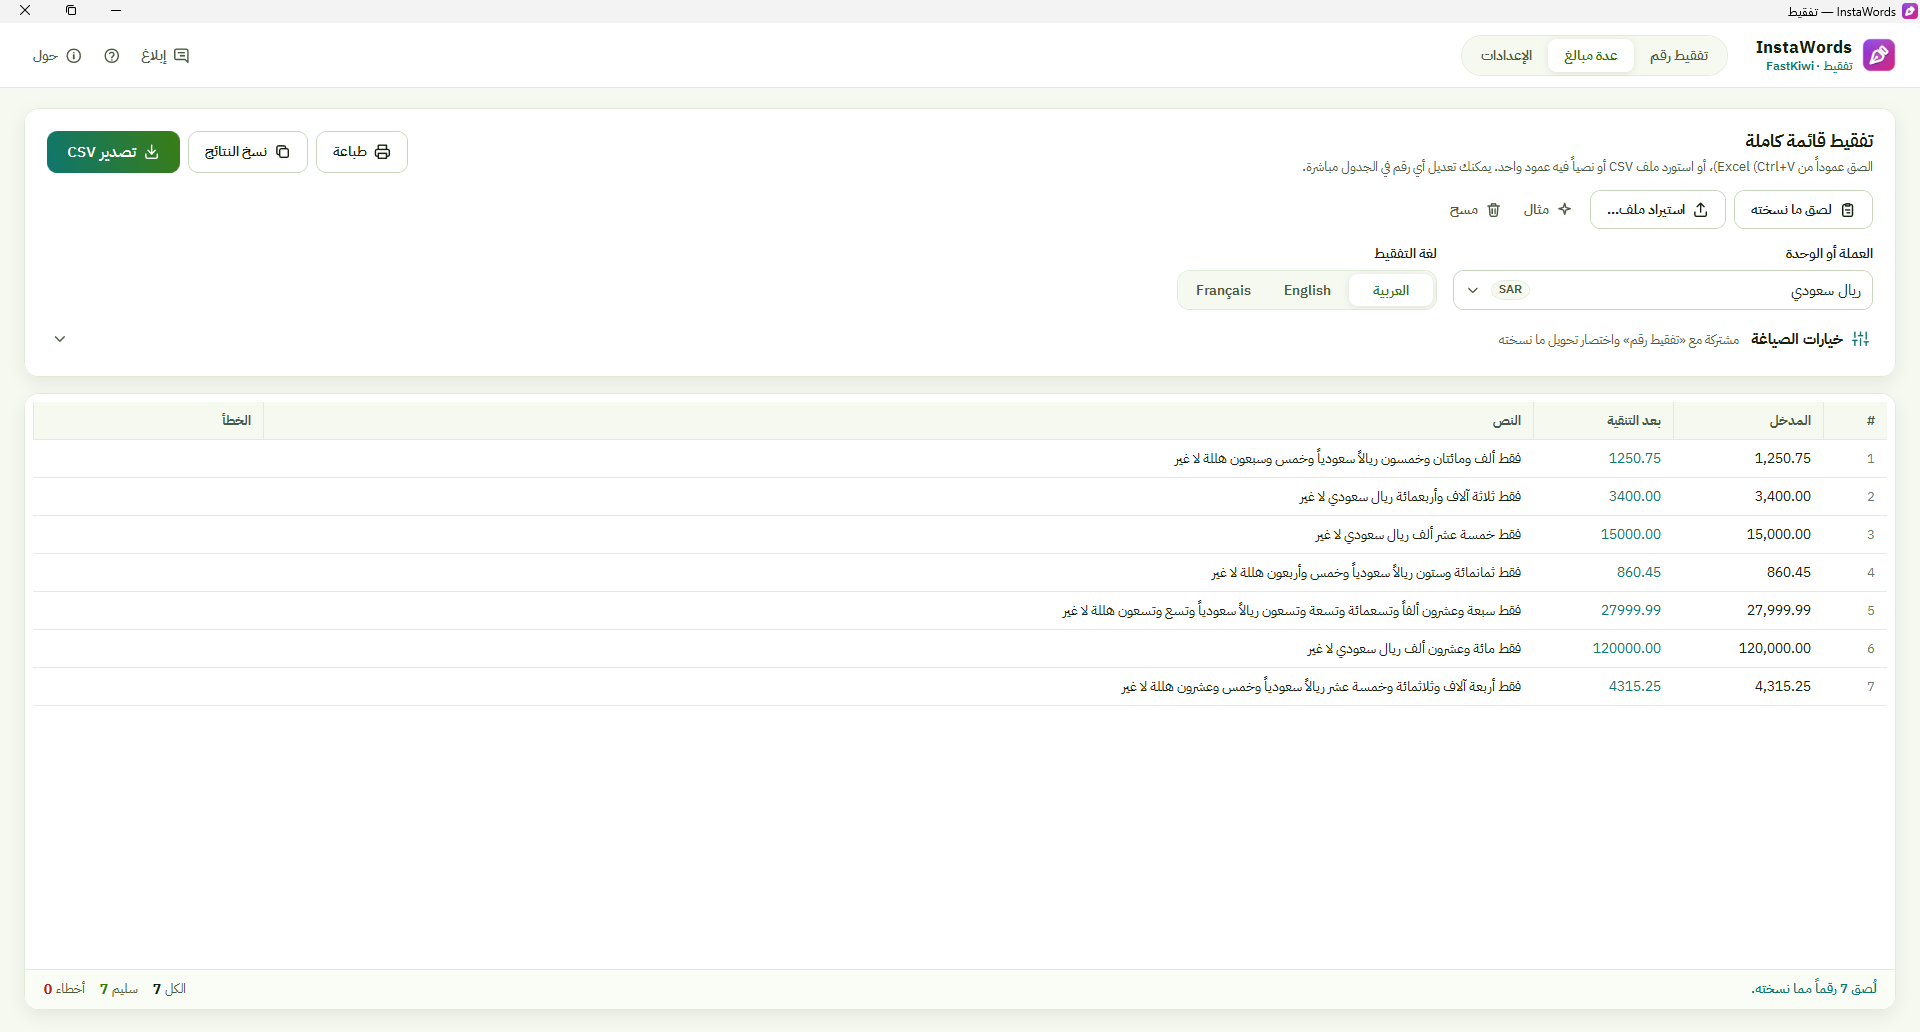 InstaWords — تفقيط
InstaWords
تفقيط · FastKiwi
تفقيط رقم
عدة مبالغ
الإعدادات
إبلاغ
حول
تفقيط قائمة كاملة
الصق عموداً من Excel (Ctrl+V)، أو استورد ملف CSV أو نصياً فيه عمود واحد. يمكنك تعديل أي رقم في الجدول مباشرة.
طباعة
نسخ النتائج
تصدير CSV
لصق ما نسخته
استيراد ملف...
مثال
مسح
العملة أو الوحدة
لغة التفقيط
ريال سعودي
SAR
العربية
English
Français
خيارات الصياغة
مشتركة مع «تفقيط رقم» واختصار تحويل ما نسخته
# المدخل بعد التنقية النص الخطأ
1 1,250.75 1250.75 فقط ألف ومائتان وخمسون ريالاً سعودياً وخمس وسبعون هللة لا غير
2 3,400.00 3400.00 فقط ثلاثة آلاف وأربعمائة ريال سعودي لا غير
3 15,000.00 15000.00 فقط خمسة عشر ألف ريال سعودي لا غير
4 860.45 860.45 فقط ثمانمائة وستون ريالاً سعودياً وخمس وأربعون هللة لا غير
5 27,999.99 27999.99 فقط سبعة وعشرون ألفاً وتسعمائة وتسعة وتسعون ريالاً سعودياً وتسع وتسعون هللة لا غير
6 120,000.00 120000.00 فقط مائة وعشرون ألف ريال سعودي لا غير
7 4,315.25 4315.25 فقط أربعة آلاف وثلاثمائة وخمسة عشر ريالاً سعودياً وخمس وعشرون هللة لا غير
لُصق 7 رقماً مما نسخته.
الكل 7 سليم 7 أخطاء 0